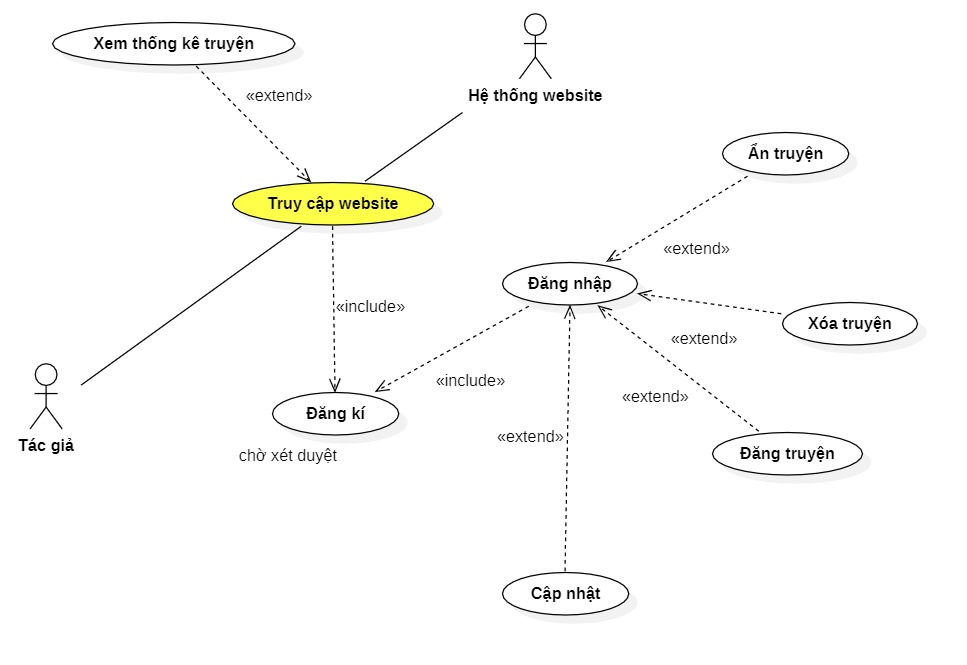 Xem thống kê truyện
«extend»
Hệ thống website
Ẩn truyện
Truy cập website
«extend»
Đăng nhập
«include»
Xóa truyện
«extend»
«include»
«extend»
Đăng kí
Tác giả
«extend»
chờ xét duyệt
Đăng truyện
Cập nhật